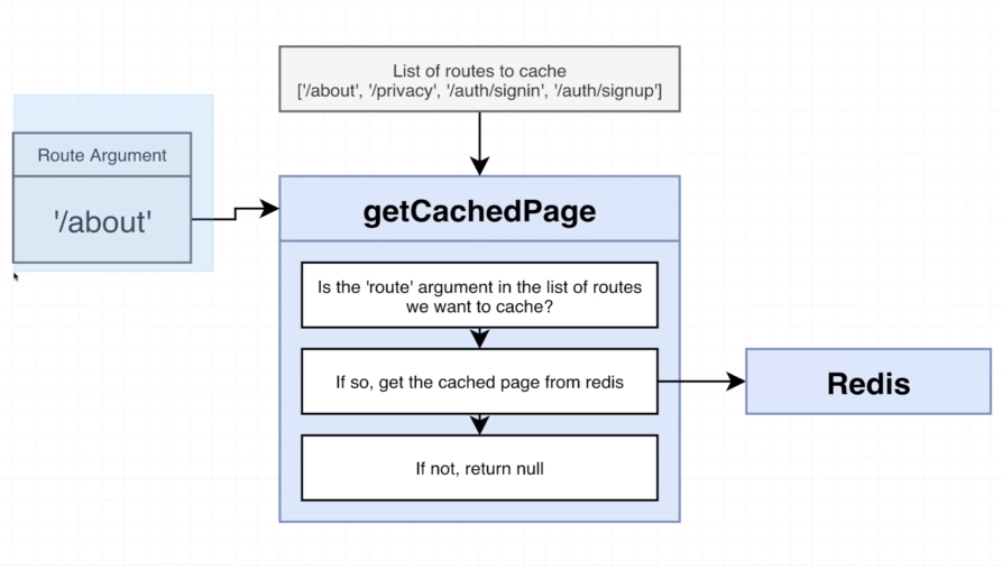 List of routes to cache
['/about', '/privacy', '/auth/signin', '/auth/signup']
Route Argument
'/about'
getCachedPage
Is the 'route' argument in the list of routes
we want to cache?
If so, get the cached page from redis
Redis
If not, return null